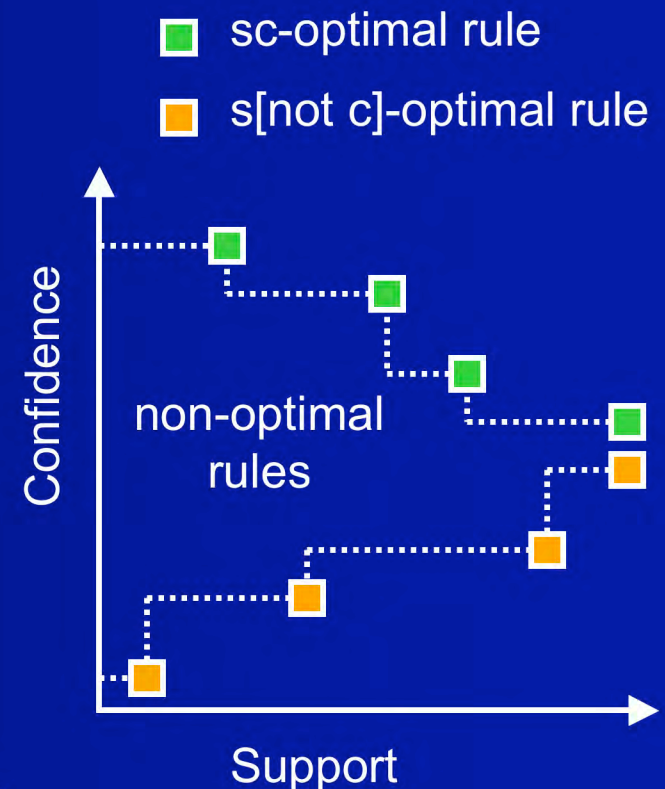 sc-optimal rule
s[not c]-optimal rule
Confidence
non-optimal
rules
Support